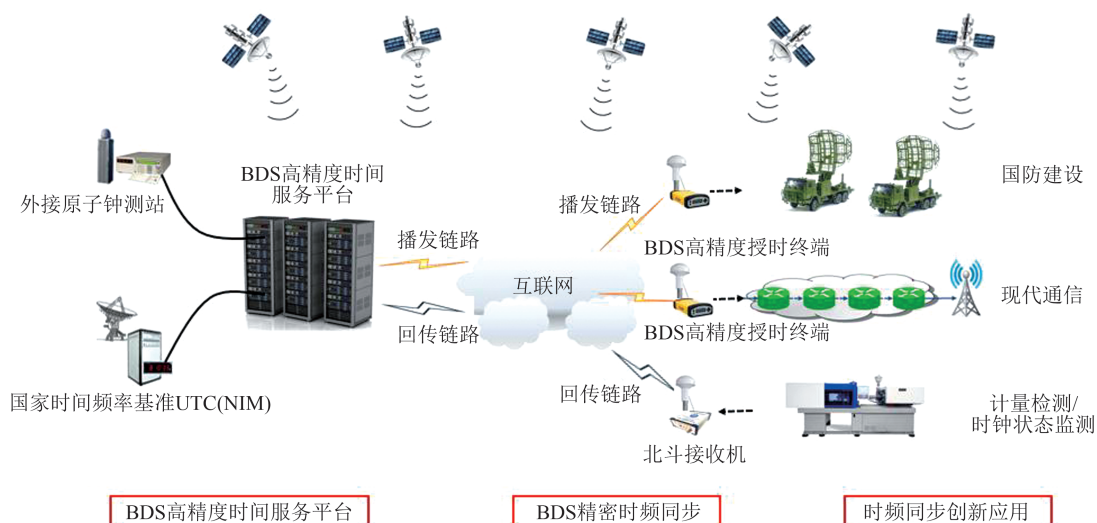 BDS高精度时间
服务平台
外接原子钟测站
国家时间频率基准UTC(NIM)
播发链路
回传链路
互联网
播发链路
BDS高精度授时终端
BDS高精度授时终端
回传链路
北斗接收机
国防建设
现代通信
计量检测/
时钟状态监测
BDS高精度时间服务平台
BDS精密时频同步
时频同步创新应用